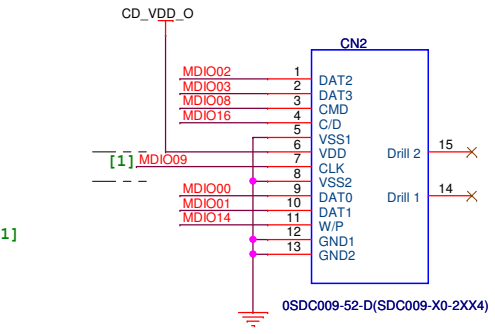 CD_VDD_O
CN2
MDIO02 1 DAT2
MDIO03 2 DAT3
MDIO08 3 CMD
MDIO16 4 C/D
5 VSS1
6 VDD Drill 2 15
[1] MDIO09 7 CLK
8 VSS2
MDIO00 9 DAT0 Drill 1 14
MDIO01 10 DAT1
MDIO14 11 W/P
1]
12 GND1
13 GND2
0SDC009-52-D(SDC009-X0-2XX4)